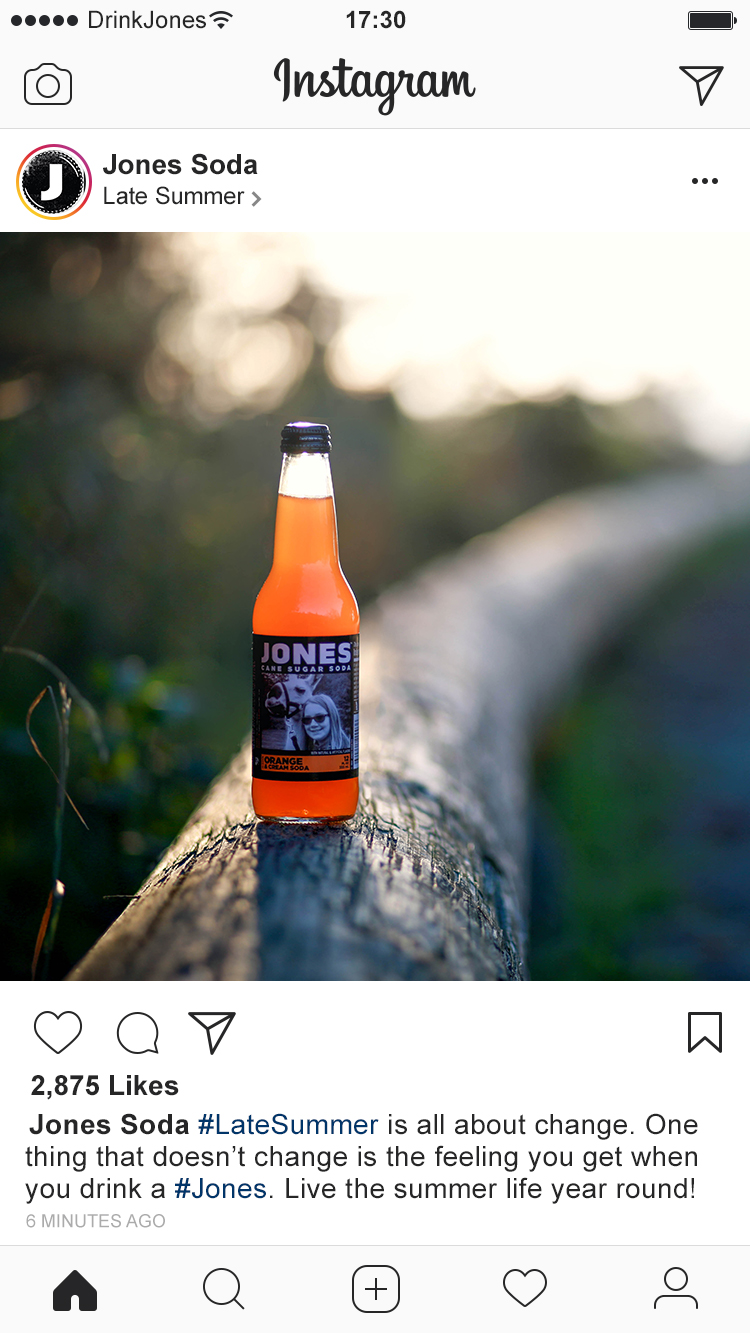 DrinkJones
17:30
Instagram
J
Jones Soda
Late Summer
JONES
CANE SUGAR SODA
ORANGE
& CREAM SODA
12
2,875 Likes
Jones Soda #LateSummer is all about change. One
thing that doesn’t change is the feeling you get when
you drink a #Jones. Live the summer life year round!
6 MINUTES AGO